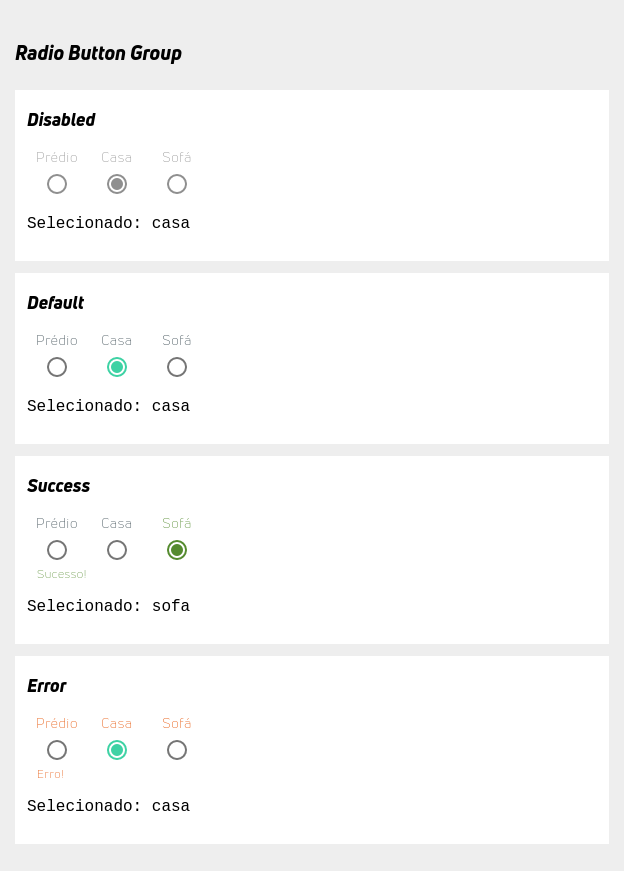 Radio Button Group
Disabled
Prédio Casa Sofá
Selecionado: casa
Default
Prédio Casa Sofá
Selecionado: casa
Success
Prédio Casa Sofá
Sucesso!
Selecionado: sofa
Error
Prédio Casa Sofá
Erro!
Selecionado: casa